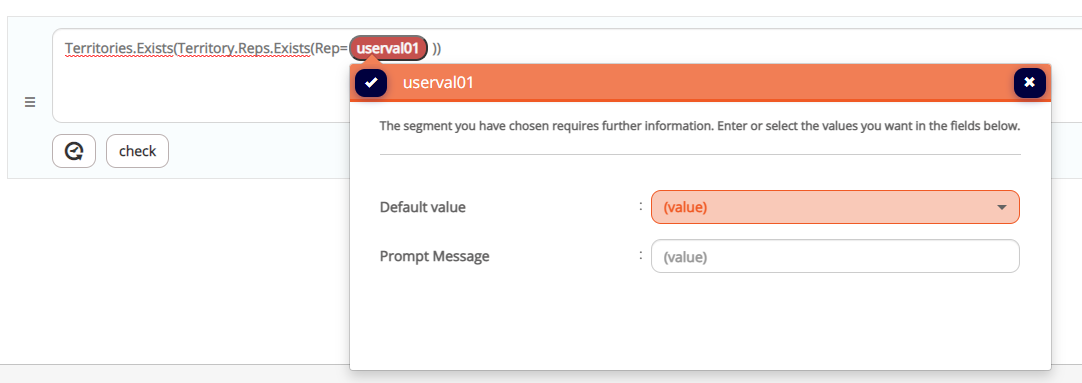 Territories.Exists(Territory.Reps.Exists(Rep= userval01 ))
userval01
The segment you have chosen requires further information. Enter or select the values you want in the fields below.
check
Default value : (value)
Prompt Message : (value)